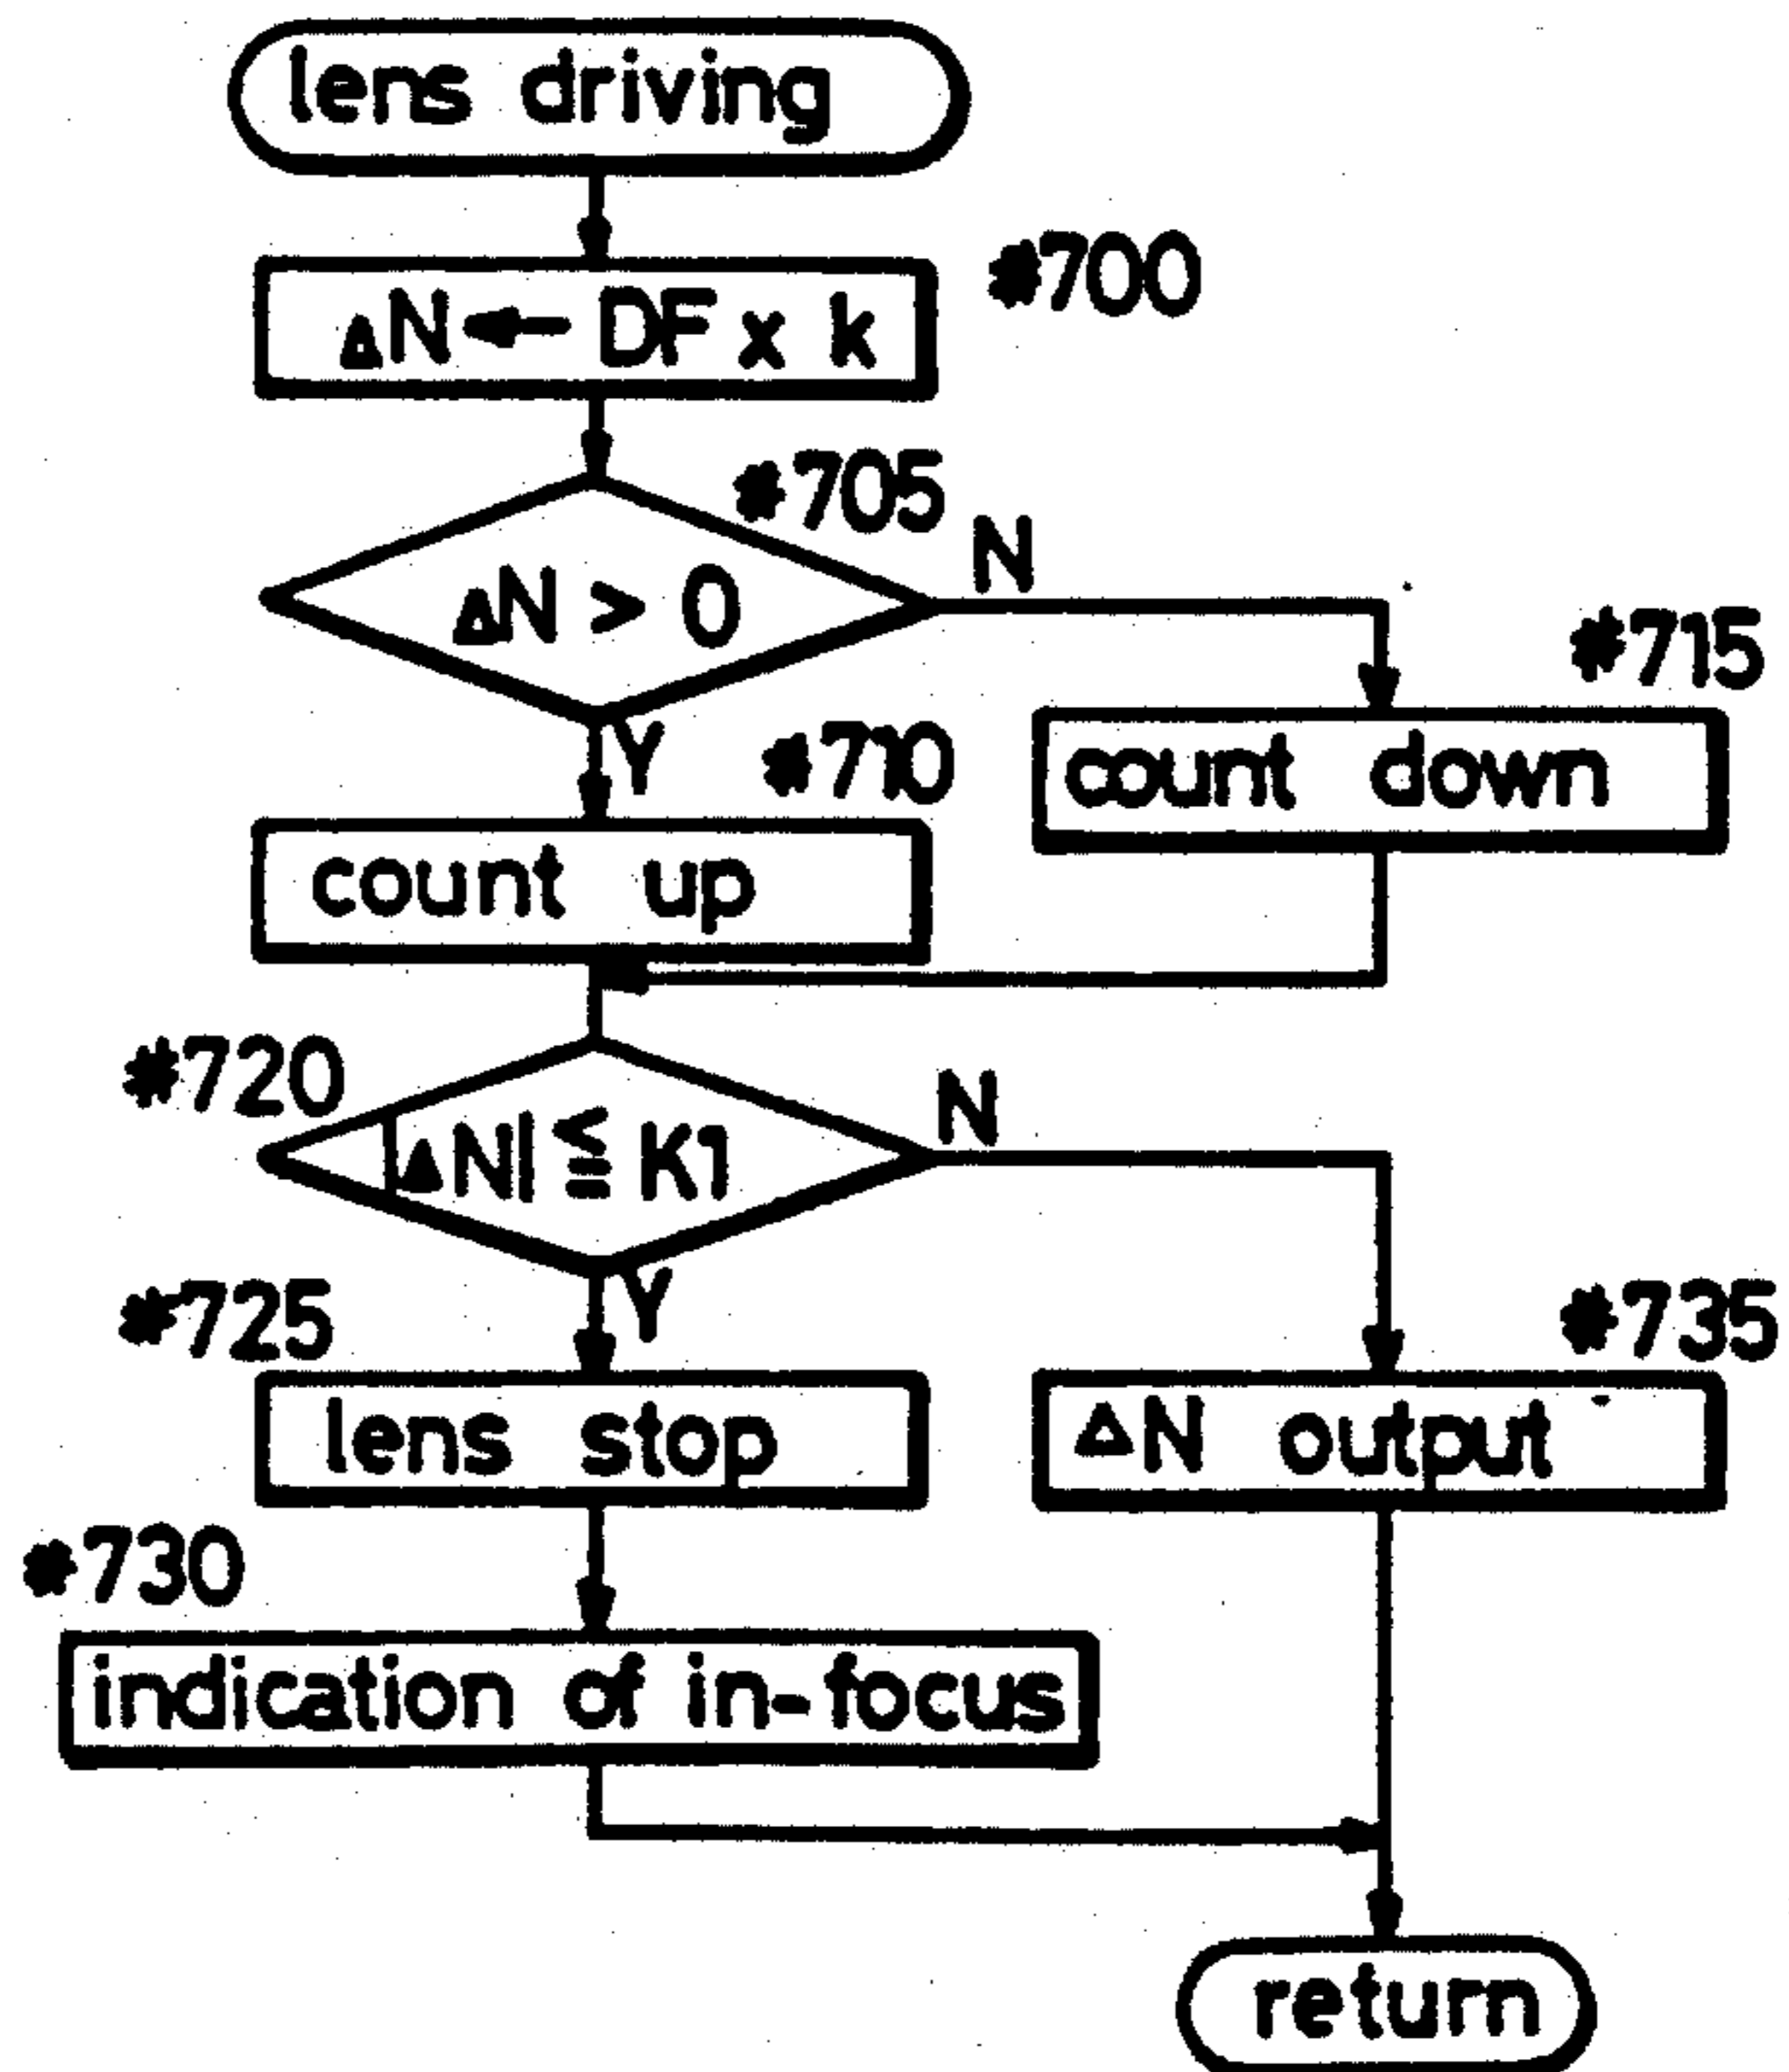 lens driving
#700
ΔN ← DF x k
#705
N
ΔN > 0
#715
Y
#710
count down
count up
#720
N
|ΔN| ≦ K1
#725
Y
#735
lens stop
ΔN output
#730
indication of in-focus
return